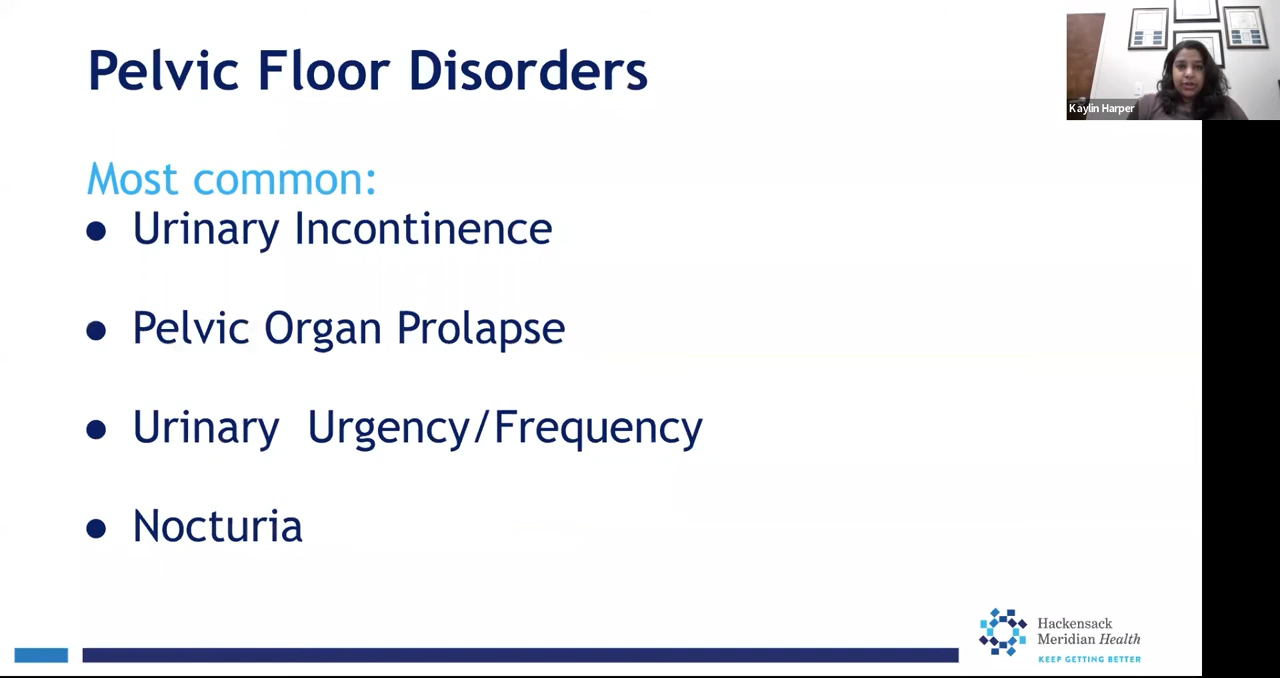 Pelvic Floor Disorders
Kaylin Harper
Most common:
● Urinary Incontinence
● Pelvic Organ Prolapse
● Urinary Urgency/Frequency
● Nocturia
Hackensack
Meridian Health
KEEP GETTING BETTER